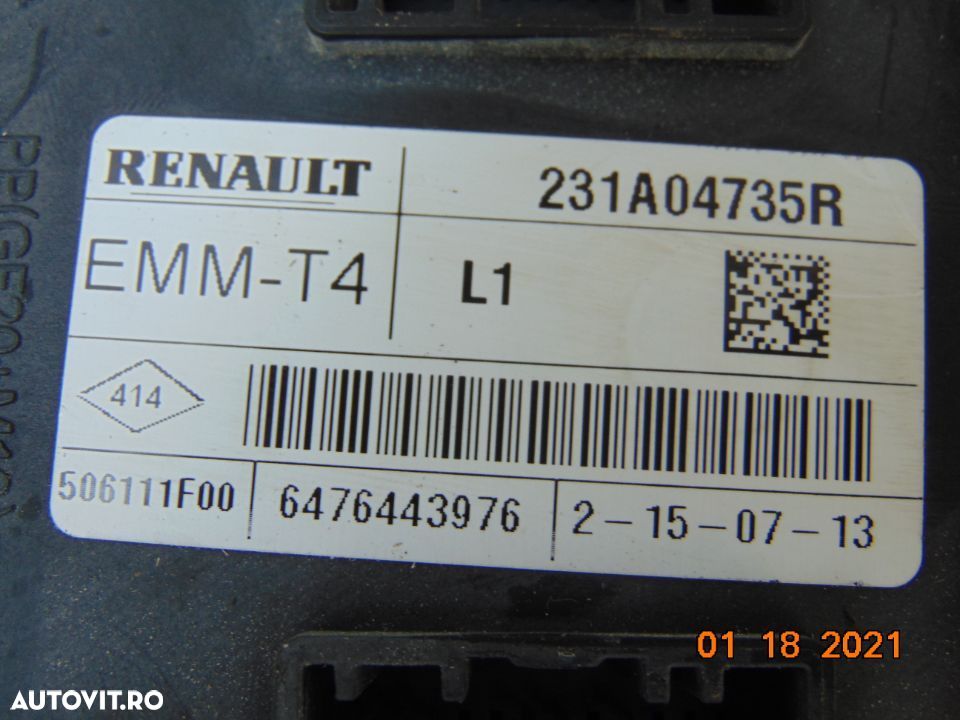 RENAULT
231A04735R
EMM-T4
L1
414
506111F00
6476443976
2-15-07-13
01 18 2021
AUTOVIT.RO